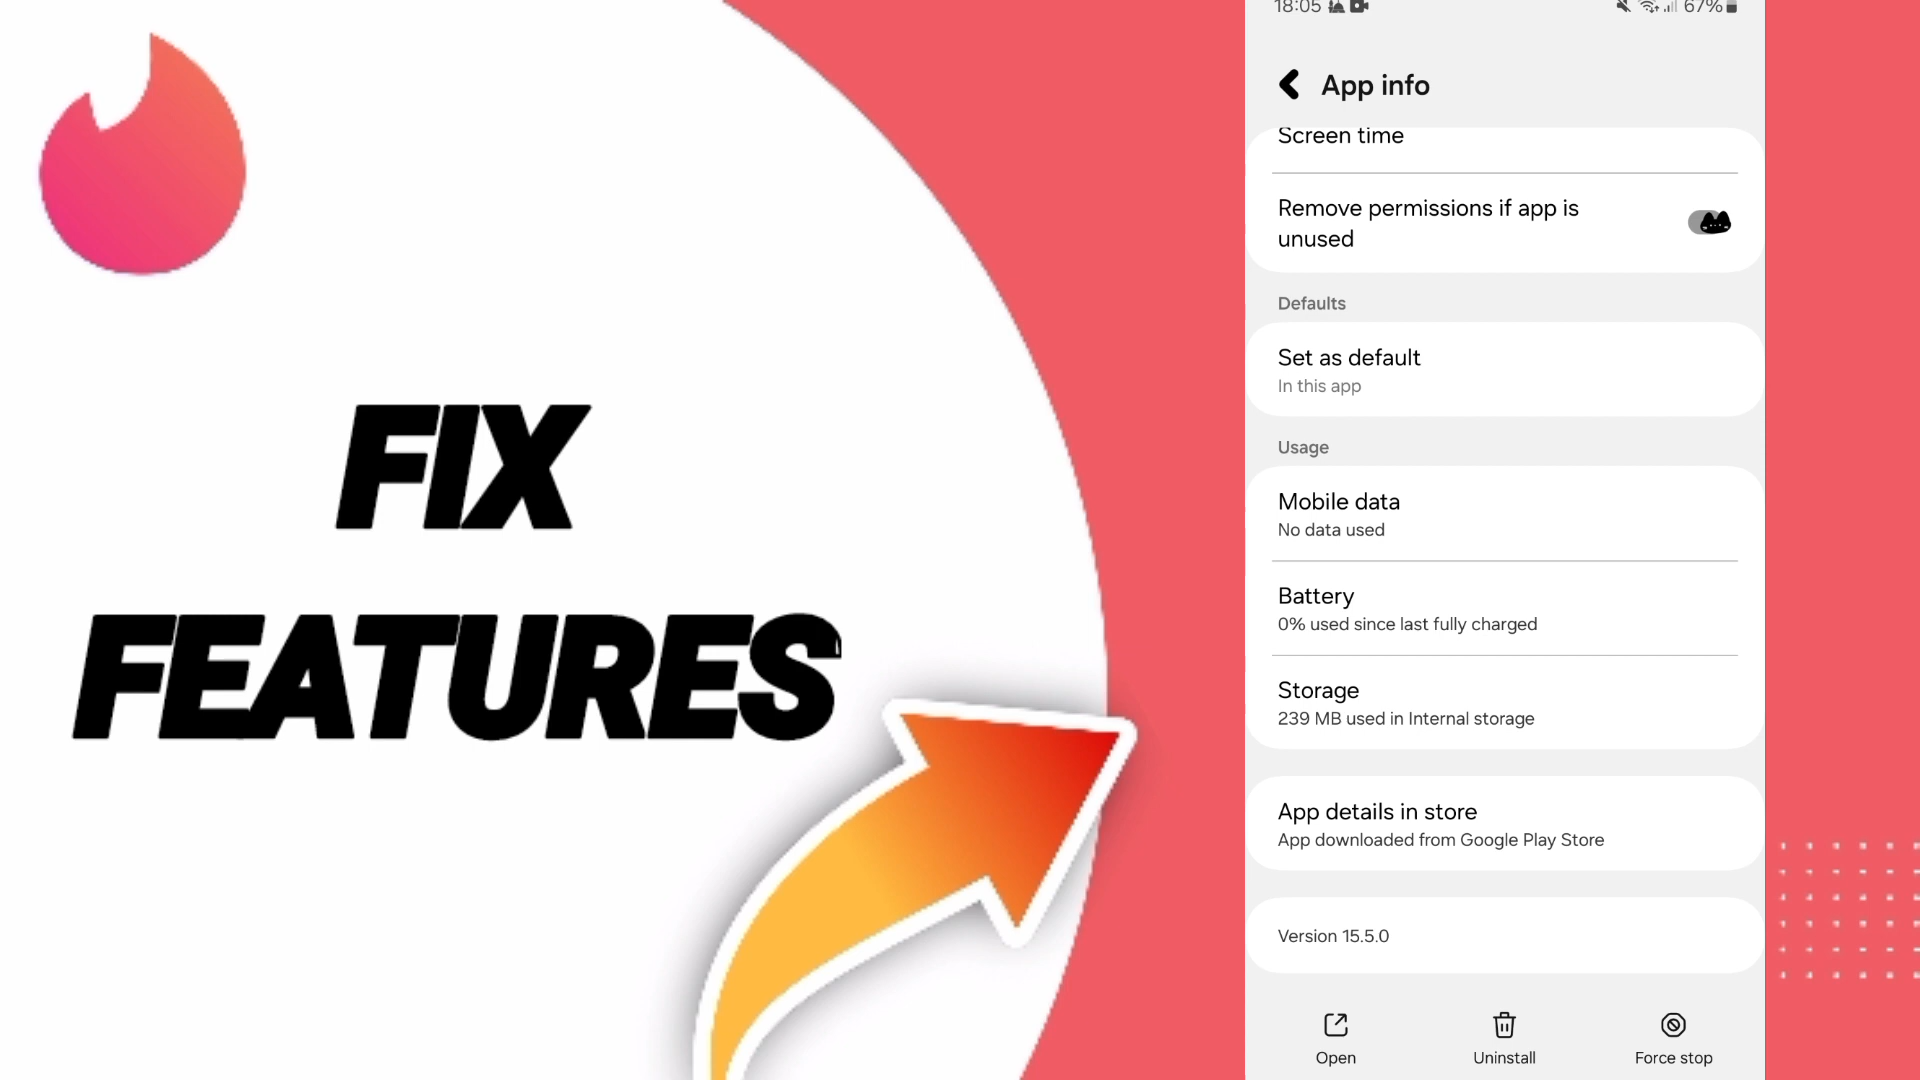 FIX
FEATURES
18:05
67%
App info
Screen time
Remove permissions if app is
unused
Defaults
Set as default
In this app
Usage
Mobile data
No data used
Battery
0% used since last fully charged
Storage
239 MB used in Internal storage
App details in store
App downloaded from Google Play Store
Version 15.5.0
Open
Uninstall
Force stop